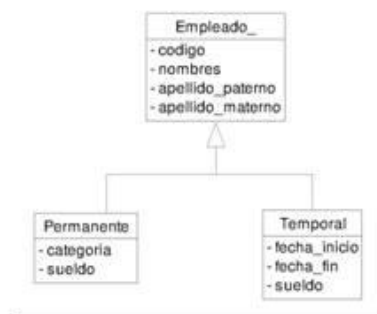 Empleado_
- codigo
- nombres
- apellido_paterno
- apellido_materno
Permanente
- categoria
- sueldo
Temporal
- fecha_inicio
- fecha_fin
- sueldo